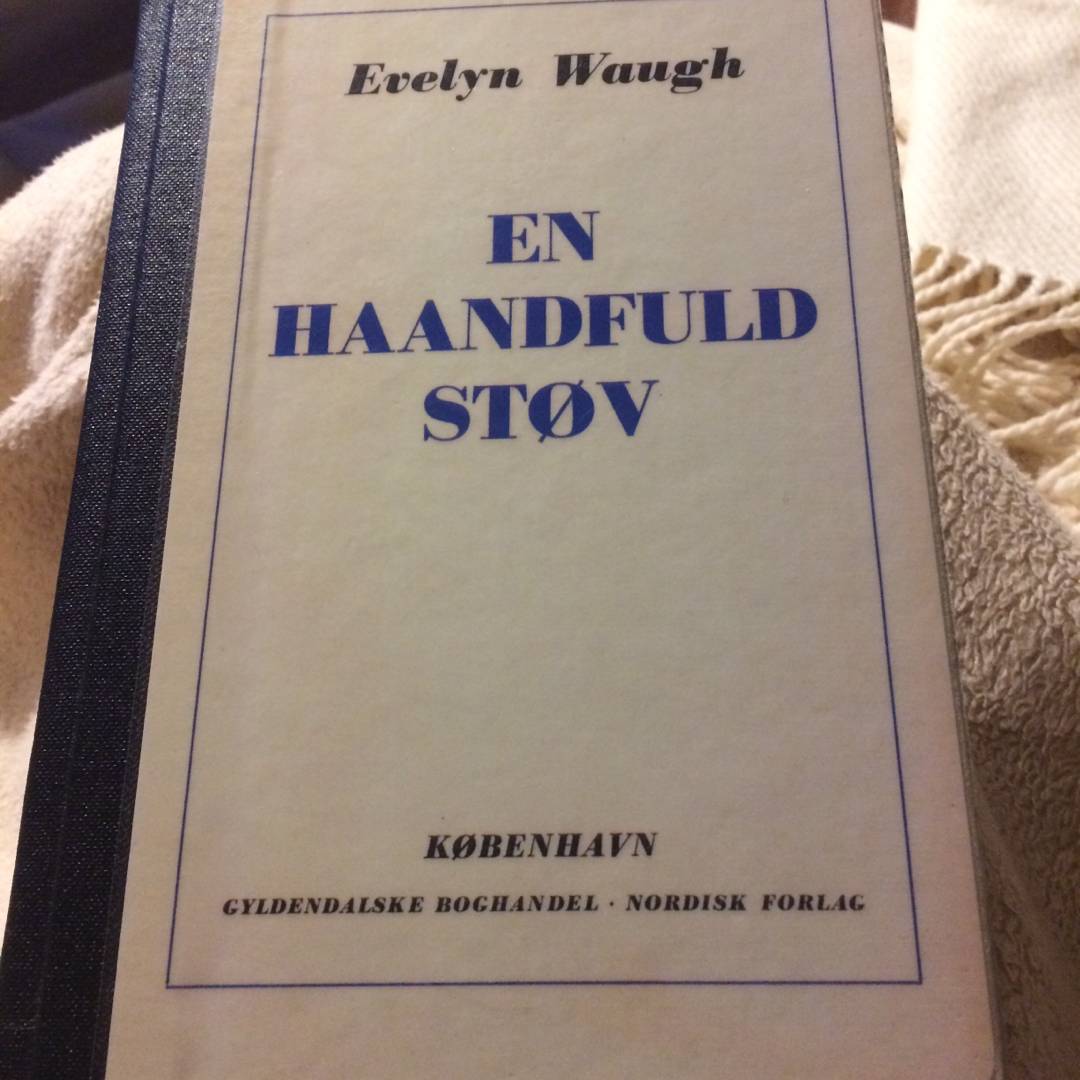 Evelyn Waugh
EN
HAANDFULD
STØV
KØBENHAVN
GYLDENDALSKE BOGHANDEL · NORDISK FORLAG